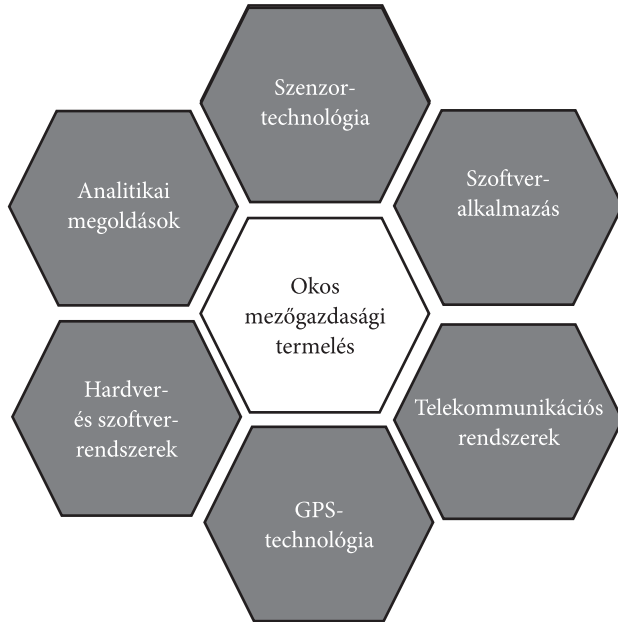 Szenzor-
technológia
Analitikai
megoldások
Szoftver-
alkalmazás
Okos
mezőgazdasági
termelés
Hardver-
és szoftver-
rendszerek
Telekommunikációs
rendszerek
GPS-
technológia